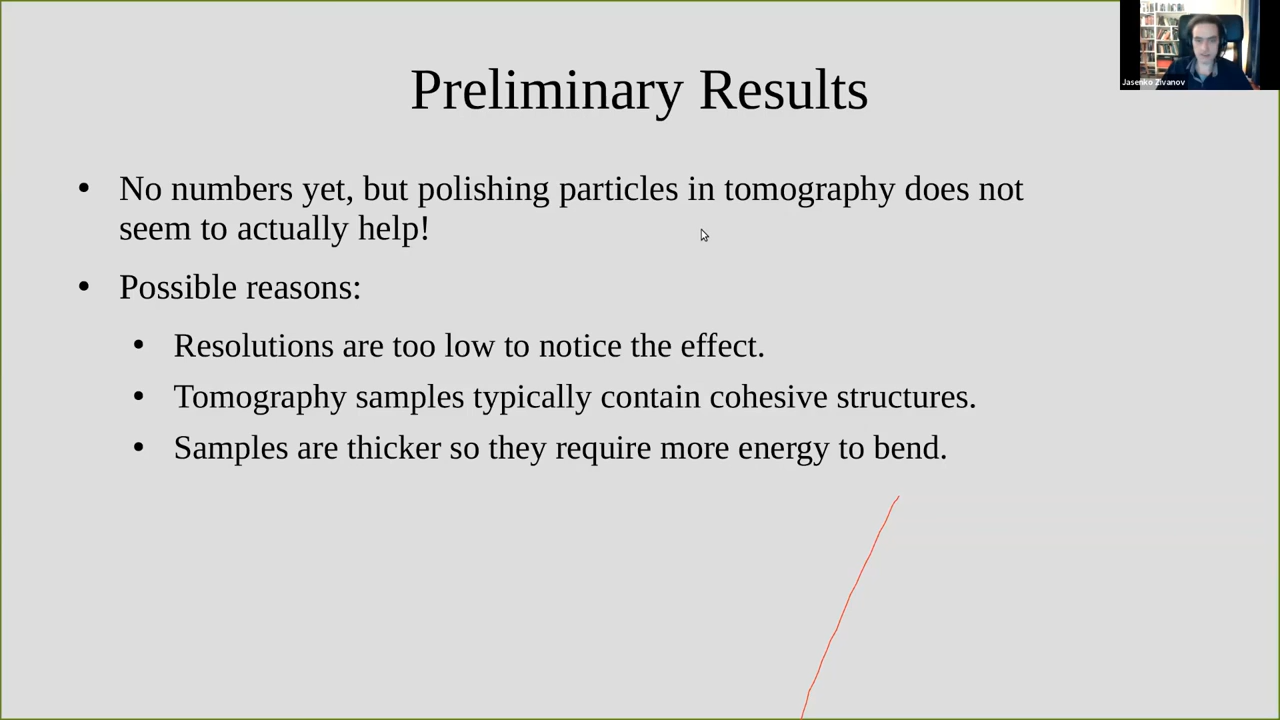 Preliminary Results
Jasenko Zivanov
• No numbers yet, but polishing particles in tomography does not
seem to actually help!
• Possible reasons:
• Resolutions are too low to notice the effect.
• Tomography samples typically contain cohesive structures.
• Samples are thicker so they require more energy to bend.